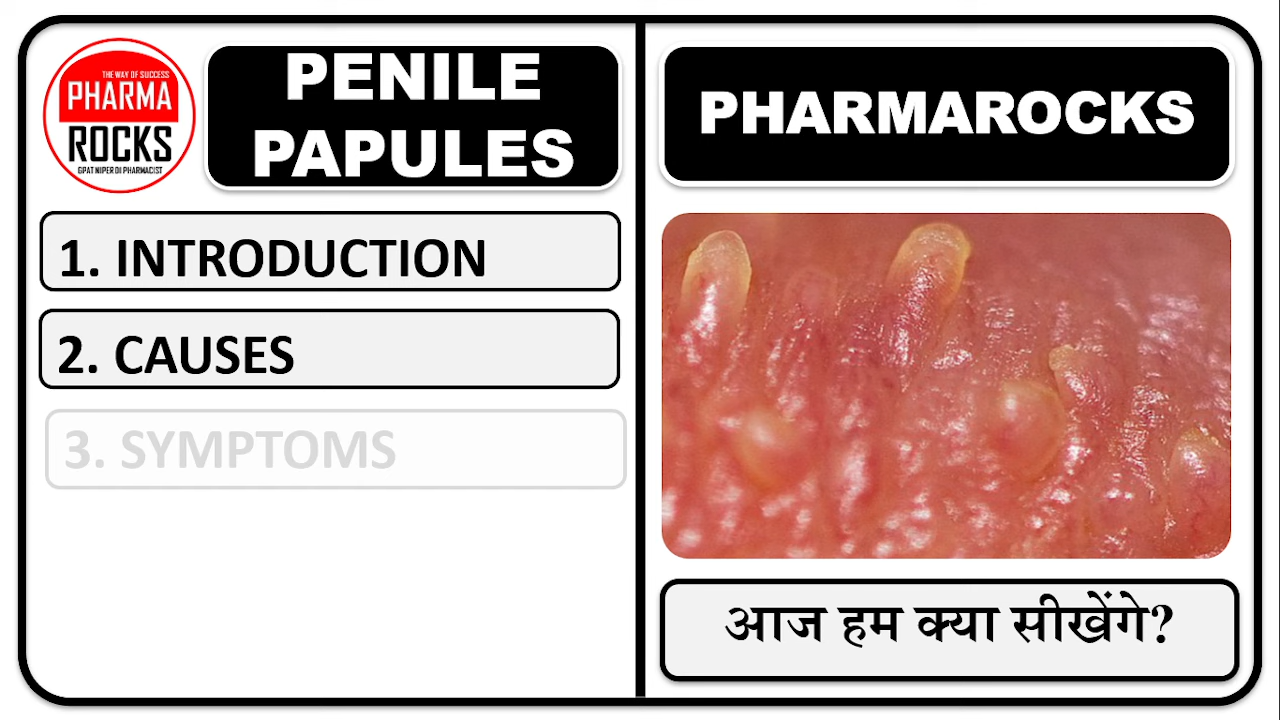 THE WAY OF SUCCESS
PHARMA
ROCKS
GPAT NIPER DI PHARMACIST
PENILE
PAPULES
1. INTRODUCTION
2. CAUSES
3. SYMPTOMS
PHARMAROCKS
आज हम क्या सीखेंगे?